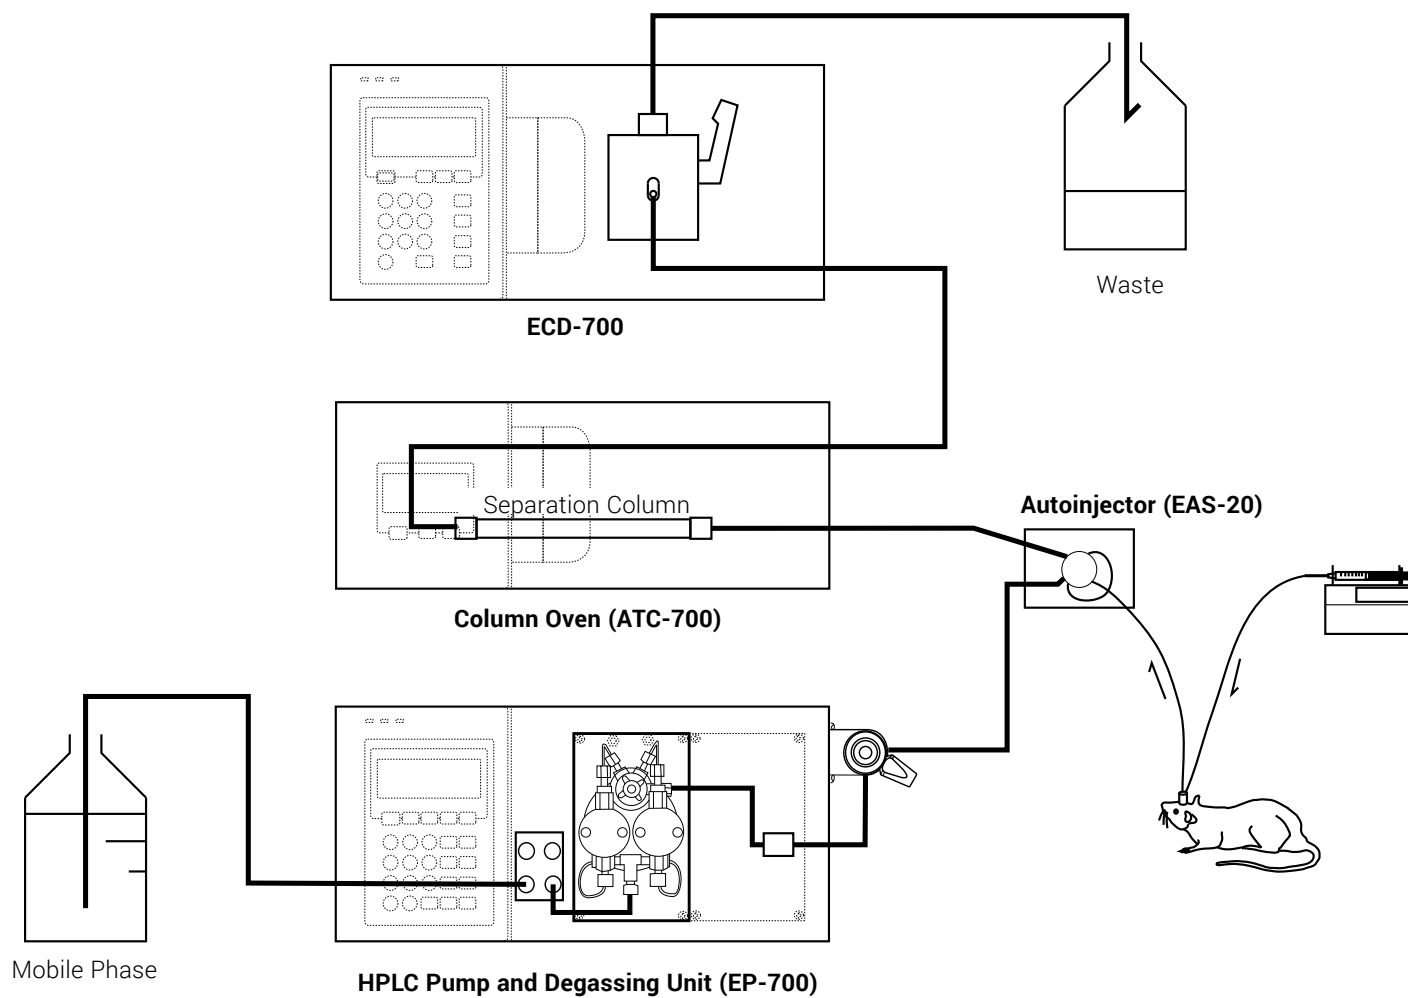 Waste
ECD-700
Separation Column
Autoinjector (EAS-20)
Column Oven (ATC-700)
Mobile Phase
HPLC Pump and Degassing Unit (EP-700)